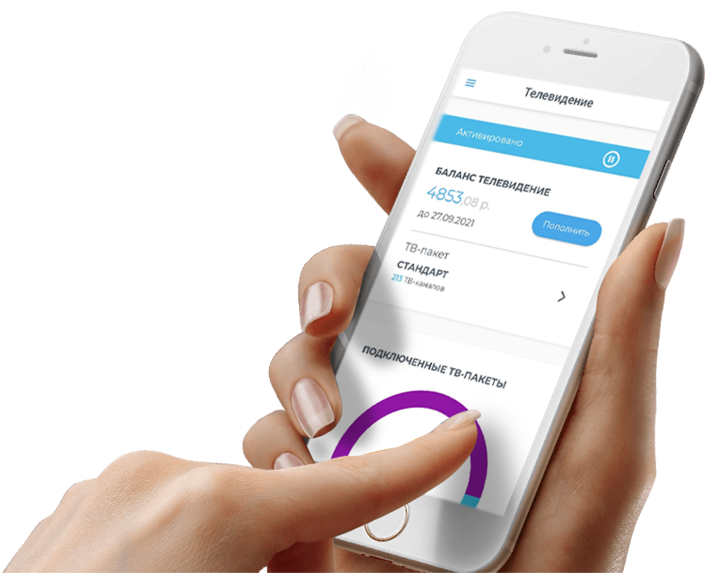 Телевидение
Активировано
БАЛАНС ТЕЛЕВИДЕНИЕ
4853.08 р.
до 27.09.2021
Пополнить
ТВ-пакет
СТАНДАРТ
213 ТВ-каналов
ПОДКЛЮЧЕННЫЕ ТВ-ПАКЕТЫ